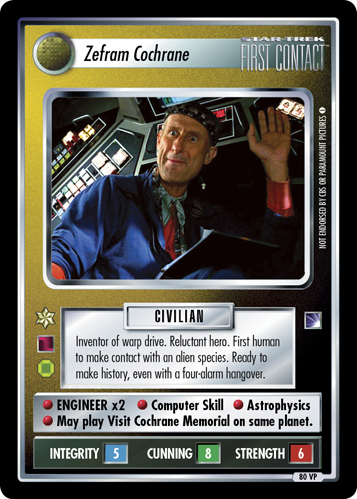 Zefram Cochrane
STAR TREK
FIRST CONTACT
NOT ENDORSED BY CBS OR PARAMOUNT PICTURES
CIVILIAN
Inventor of warp drive. Reluctant hero. First human
to make contact with an alien species. Ready to
make history, even with a four-alarm hangover.
• ENGINEER x2 • Computer Skill • Astrophysics
• May play Visit Cochrane Memorial on same planet.
INTEGRITY 5 CUNNING 8 STRENGTH 6
80 VP